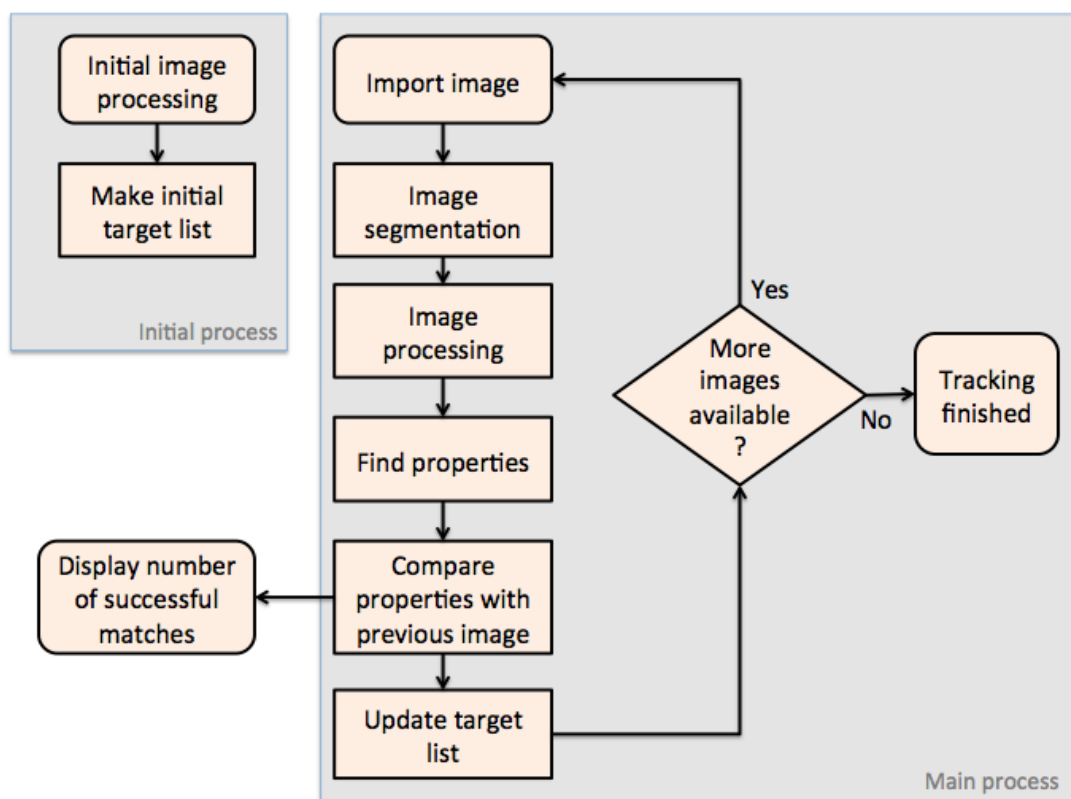 Initial image
processing
Make initial
target list
Initial process
Import image
Image
segmentation
Image
processing
Find properties
Compare
properties with
previous image
Display number
of successful
matches
Update target
list
More
images
available
?
Yes
No
Tracking
finished
Main process